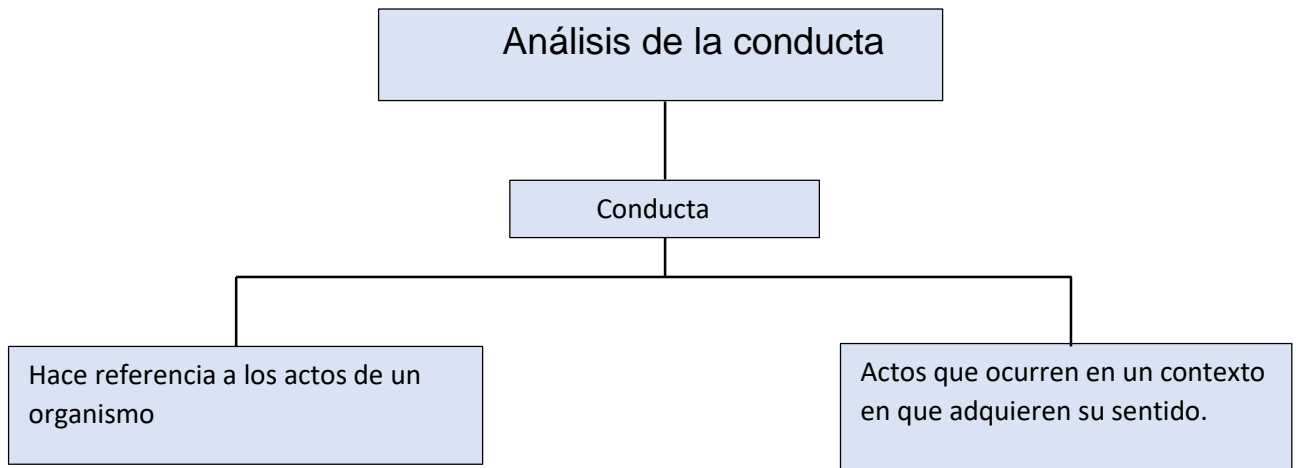 Análisis de la conducta
Conducta
Hace referencia a los actos de un
organismo
Actos que ocurren en un contexto
en que adquieren su sentido.